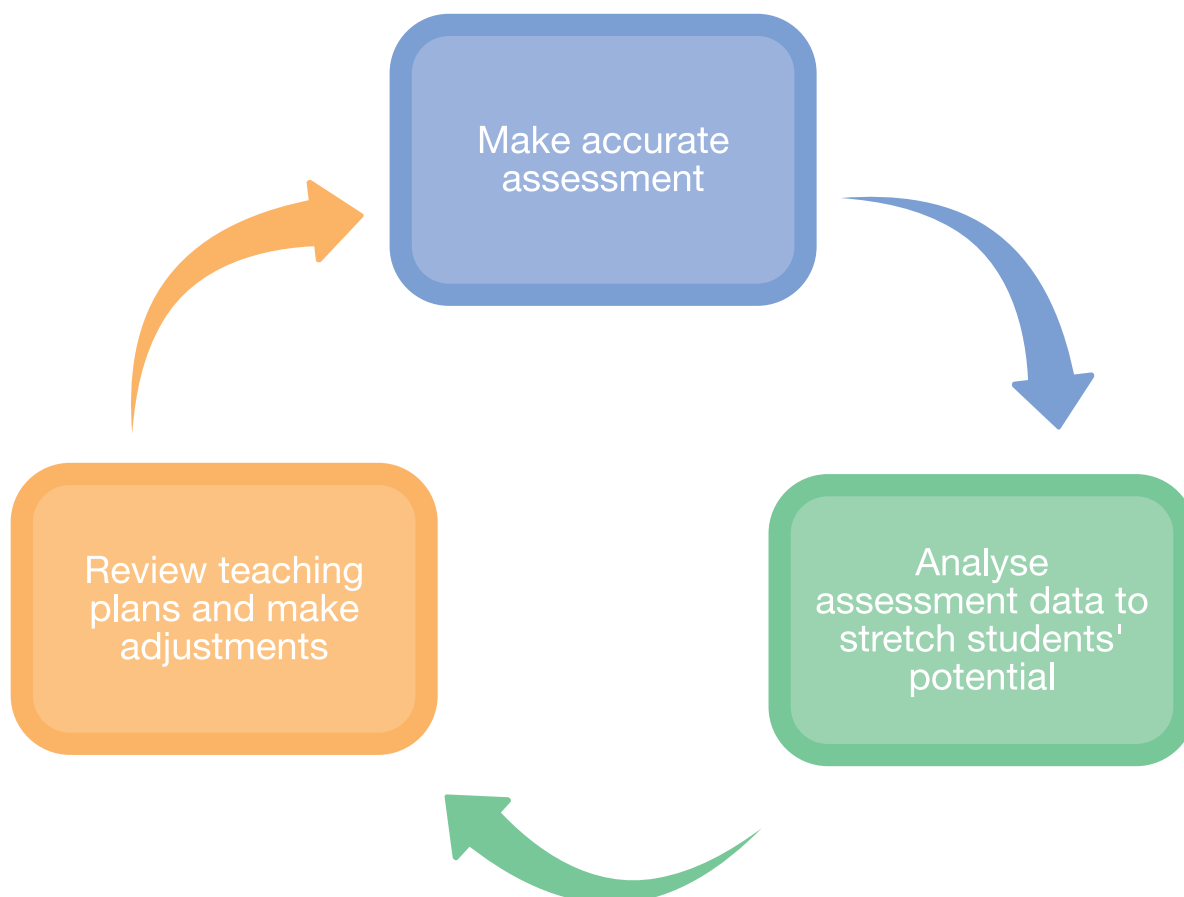 Make accurate
assessment
Analyse
assessment data to
stretch students'
potential
Review teaching
plans and make
adjustments